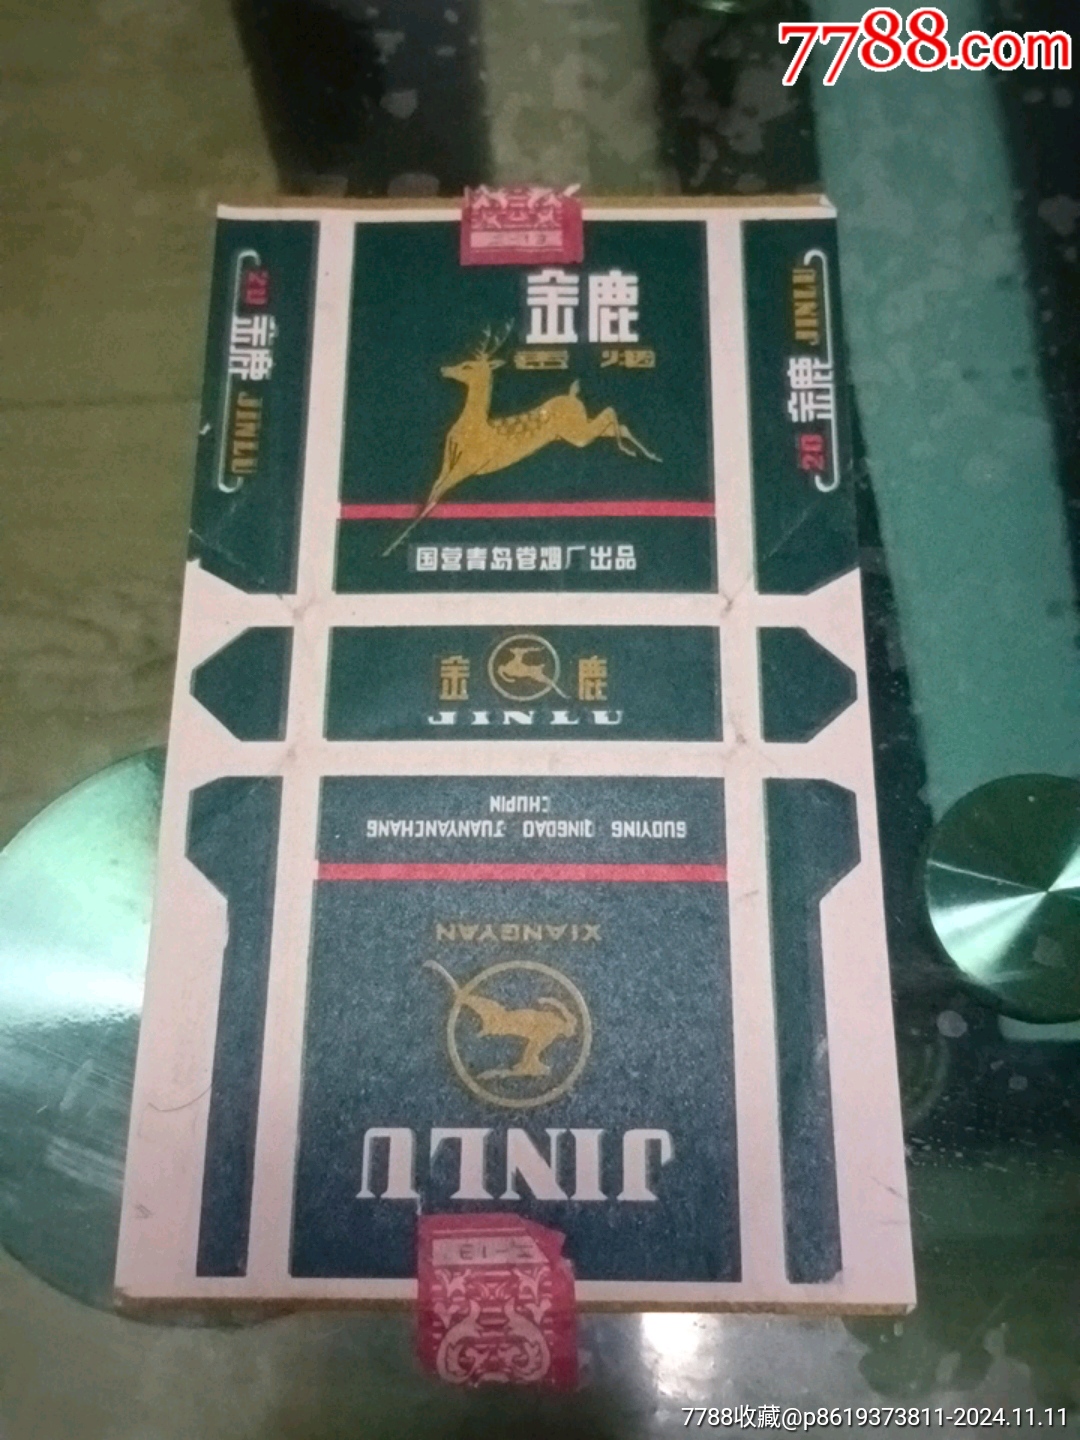 7788.com
金鹿
香烟
国营青岛卷烟厂出品
20 金鹿 JINLU
20 金鹿 JINLU
金 鹿
JINLU
GUOYING QINGDAO JUANYANCHANG
CHUPIN
XIANGYAN
JINLU
7788收藏@p8619373811-2024.11.11